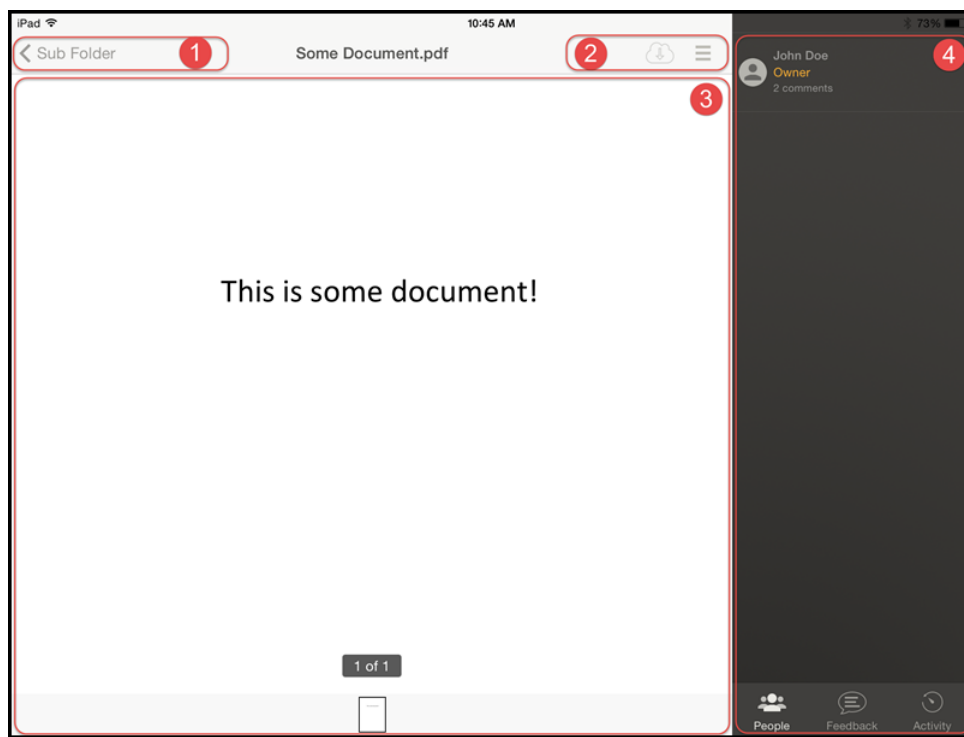 iPad 10:45 AM 73%
Sub Folder 1 Some Document.pdf 2
3
This is some document!
1 of 1
John Doe 4
Owner
2 comments
People Feedback Activity